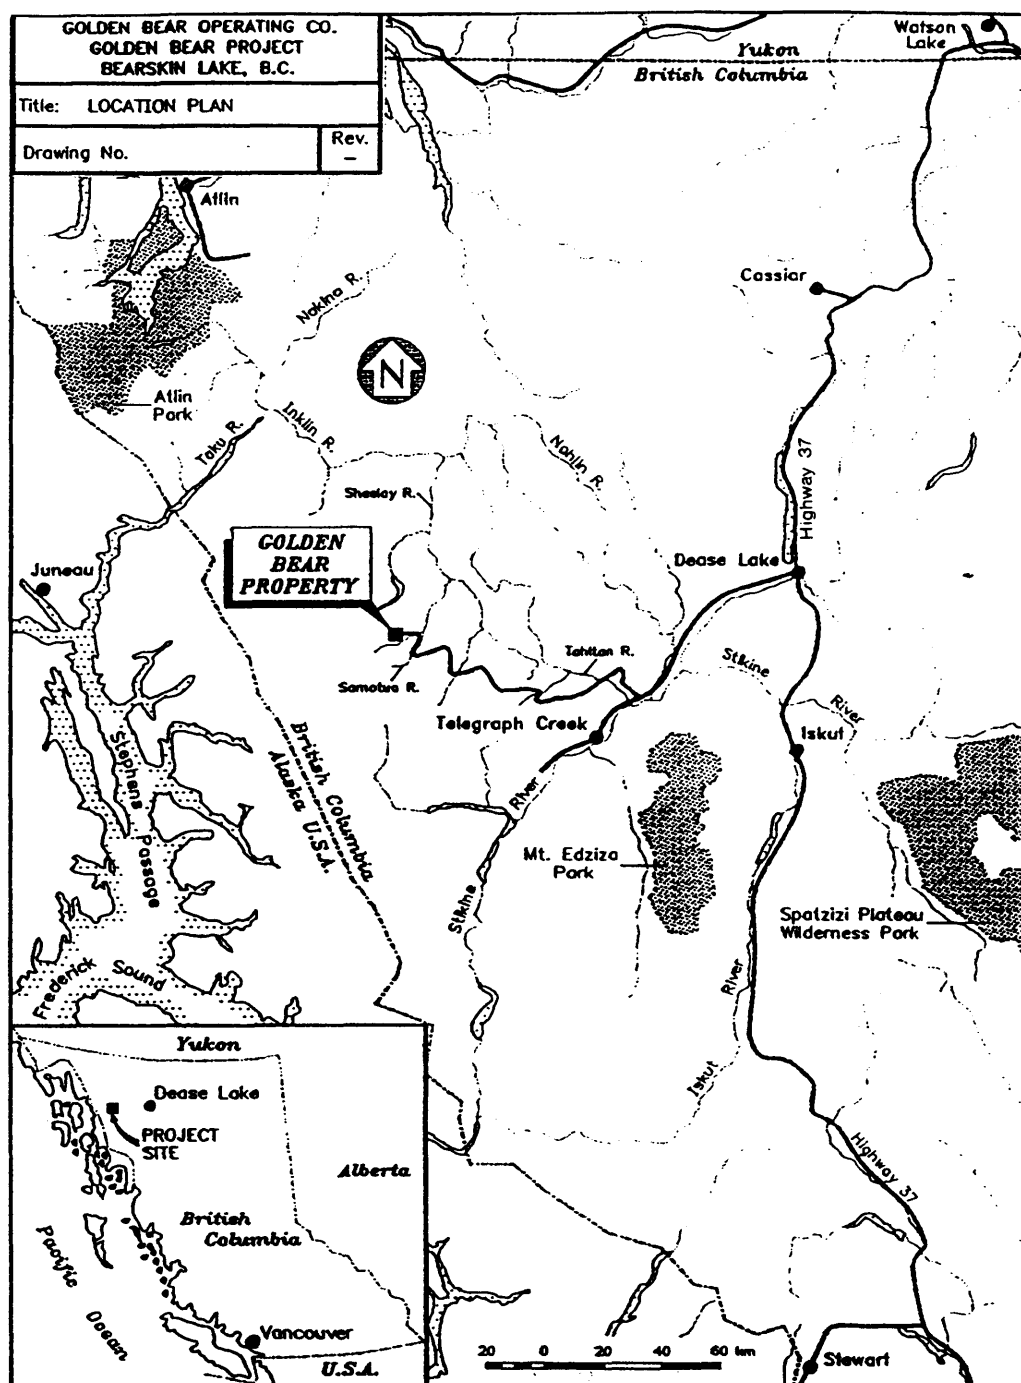 GOLDEN BEAR OPERATING CO.
GOLDEN BEAR PROJECT
BEARSKIN LAKE, B.C.
Title: LOCATION PLAN
Drawing No.
Rev.
–
Watson
Lake
Yukon
British Columbia
Atlin
Cassiar
Nakina R.
N
Atlin
Park
Inklin R.
Taku R.
Nahlin R.
Highway 37
Sheslay R.
GOLDEN
BEAR
PROPERTY
Dease Lake
Juneau
Tahltan R.
Stikine
River
Samotua R.
Telegraph Creek
Iskut
British Columbia
Alaska U.S.A.
Stephens
Passage
River
Stikine
Mt. Edziza
Park
Spatzizi Plateau
Wilderness Park
Frederick
Sound
River
Iskut
Yukon
Dease Lake
PROJECT
SITE
Alberta
British
Columbia
Pacific
Ocean
Vancouver
U.S.A.
Highway 37
20 0 20 40 60 km
Stewart